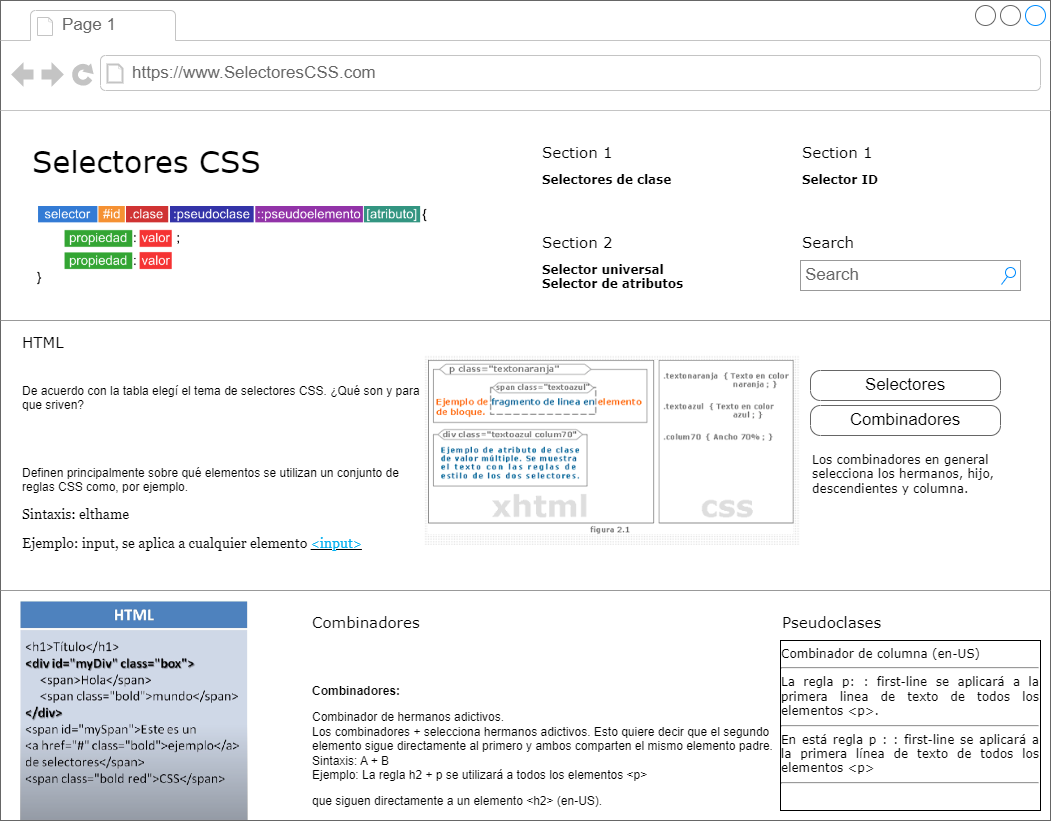 Page 1
https://www.SelectoresCSS.com
Selectores CSS
selector #id .clase :pseudoclase ::pseudoelemento [atributo] {
propiedad : valor ;
propiedad : valor
}
Section 1
Selectores de clase
Section 1
Selector ID
Section 2
Selector universal
Selector de atributos
Search
Search
HTML
De acuerdo con la tabla elegí el tema de selectores CSS. ¿Qué son y para
que sriven?
Definen principalmente sobre qué elementos se utilizan un conjunto de
reglas CSS como, por ejemplo.
Sintaxis: elthame
Ejemplo: input, se aplica a cualquier elemento <input>
p class="textonaranja"
span class="textoazul"
Ejemplo de fragmento de linea en elemento
de bloque.
div class="textoazul colum70"
Ejemplo de atributo de clase
de valor múltiple. Se muestra
el texto con las reglas de
estilo de los dos selectores.
xhtml
.textonaranja { Texto en color
naranja ; }
.textoazul { Texto en color
azul ; }
.colum70 { Ancho 70% ; }
css
figura 2.1
Selectores
Combinadores
Los combinadores en general
selecciona los hermanos, hijo,
descendientes y columna.
HTML
<h1>Título</h1>
<div id="myDiv" class="box">
<span>Hola</span>
<span class="bold">mundo</span>
</div>
<span id="mySpan">Este es un
<a href="#" class="bold">ejemplo</a>
de selectores</span>
<span class="bold red">CSS</span>
Combinadores
Combinadores:
Combinador de hermanos adictivos.
Los combinadores + selecciona hermanos adictivos. Esto quiere decir que el segundo
elemento sigue directamente al primero y ambos comparten el mismo elemento padre.
Sintaxis: A + B
Ejemplo: La regla h2 + p se utilizará a todos los elementos <p>
que siguen directamente a un elemento <h2> (en-US).
Pseudoclases
Combinador de columna (en-US)
La regla p: : first-line se aplicará a la
primera linea de texto de todos los
elementos <p>.
En está regla p : : first-line se aplicará a
la primera línea de texto de todos los
elementos <p>